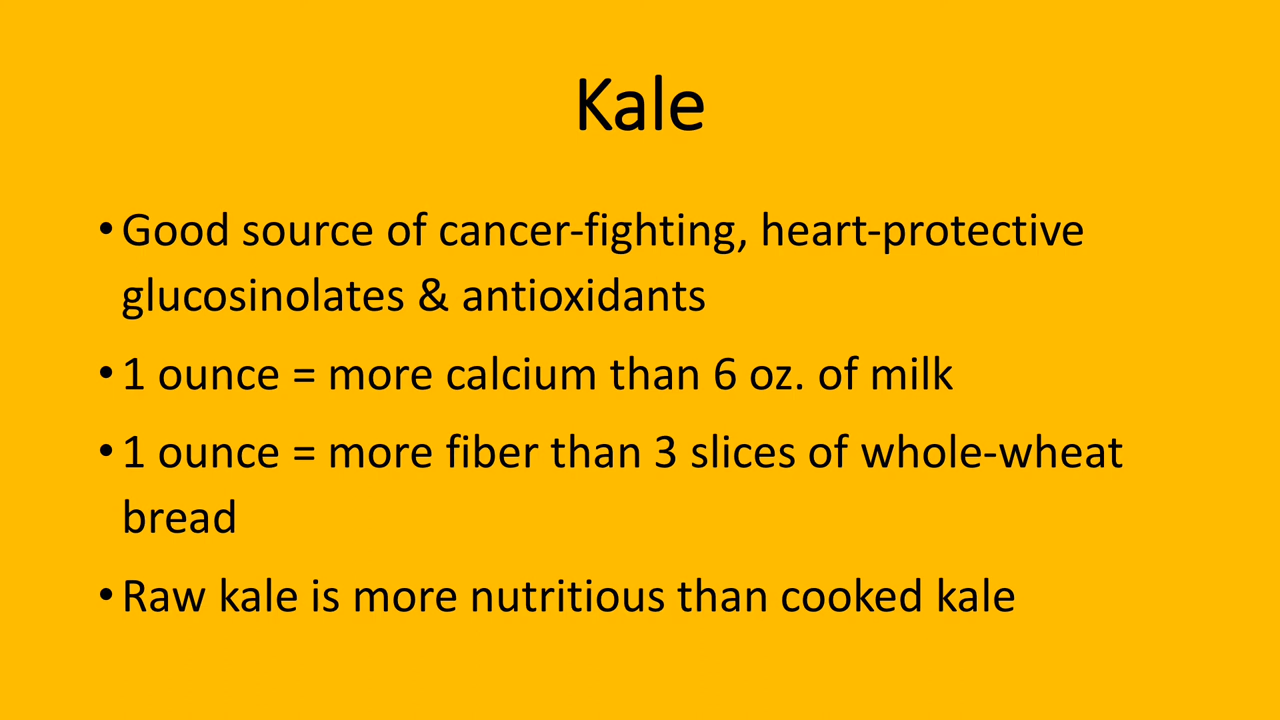 Kale
• Good source of cancer-fighting, heart-protective
glucosinolates & antioxidants
• 1 ounce = more calcium than 6 oz. of milk
• 1 ounce = more fiber than 3 slices of whole-wheat
bread
• Raw kale is more nutritious than cooked kale